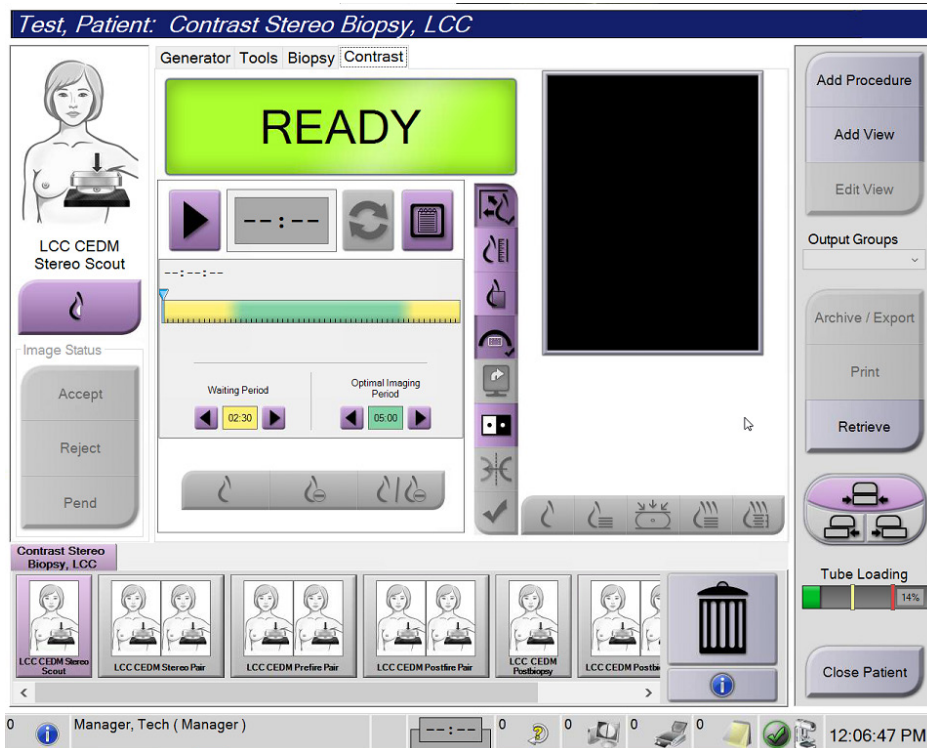 Test, Patient: Contrast Stereo Biopsy, LCC
Generator Tools Biopsy Contrast
READY
--:--
LCC CEDM
Stereo Scout
--:--:--
Image Status
Accept
Reject
Pend
Waiting Period
02:30
Optimal Imaging
Period
05:00
Add Procedure
Add View
Edit View
Output Groups
Archive / Export
Print
Retrieve
Tube Loading
14%
Close Patient
Contrast Stereo
Biopsy, LCC
LCC CEDM Stereo
Scout
LCC CEDM Stereo Pair
LCC CEDM Prefire Pair
LCC CEDM Postfire Pair
LCC CEDM
Postbiopsy
LCC CEDM Postbi
0
Manager, Tech ( Manager )
--:--
0
0
0
0
12:06:47 PM